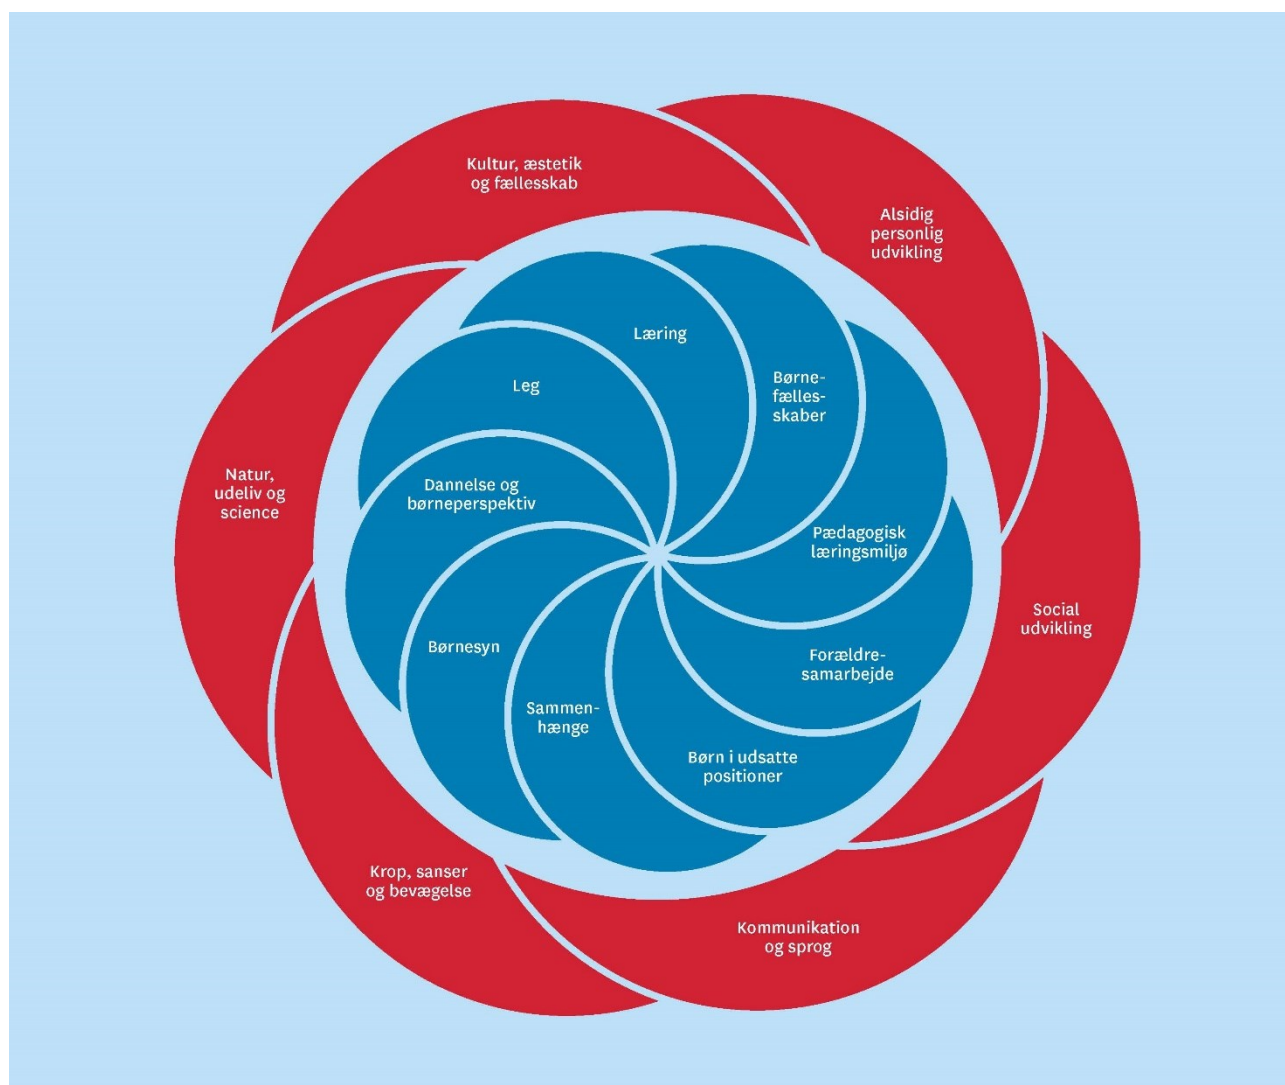 Kultur, æstetik
og fællesskab
Alsidig
personlig
udvikling
Social
udvikling
Kommunikation
og sprog
Krop, sanser
og bevægelse
Natur,
udeliv og
science
Læring
Børne-
fælles-
skaber
Pædagogisk
læringsmiljø
Forældre-
samarbejde
Børn i udsatte
positioner
Sammen-
hænge
Børnesyn
Dannelse og
børneperspektiv
Leg